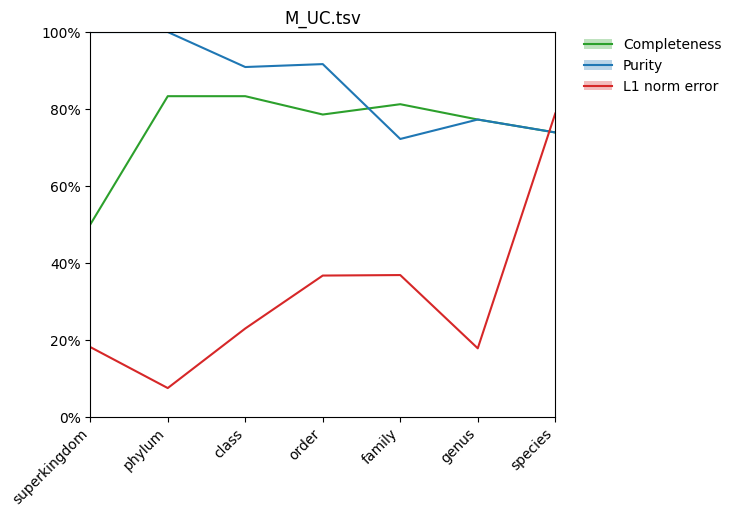 M_UC.tsv
100%
80%
60%
40%
20%
0%
superkingdom
phylum
class
order
family
genus
species
Completeness
Purity
L1 norm error